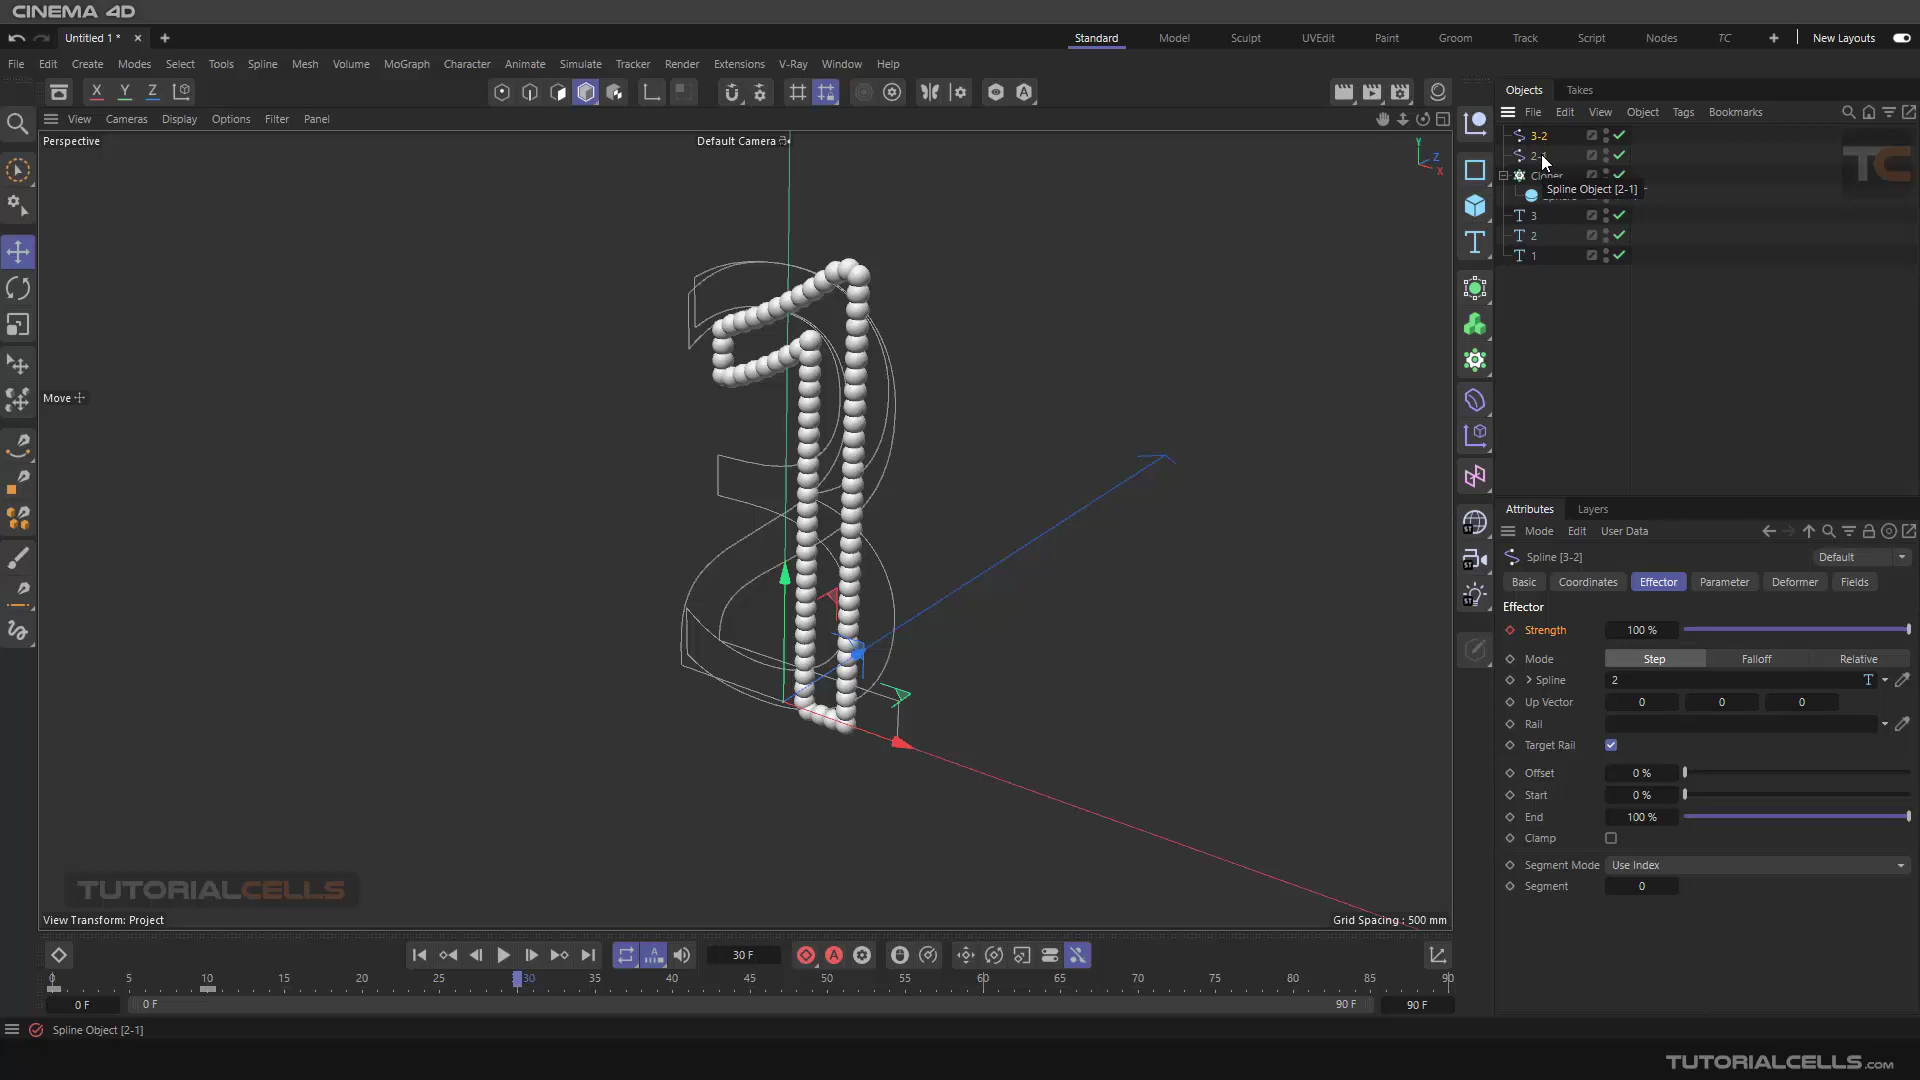 CINEMA 4D
Untitled 1 *
Standard
Model
Sculpt
UVEdit
Paint
Groom
Track
Script
Nodes
TC
New Layouts
File Edit Create Modes Select Tools Spline Mesh Volume MoGraph Character Animate Simulate Tracker Render Extensions V-Ray Window Help
X Y Z
Objects Takes
File Edit View Object Tags Bookmarks
View Cameras Display Options Filter Panel
Perspective
Default Camera
Y
Z
X
3-2
2-1
Cloner
Spline Object [2-1]
3
2
1
TC
Move
Attributes Layers
Mode Edit User Data
Spline [3-2]
Default
Basic Coordinates Effector Parameter Deformer Fields
Effector
Strength 100 %
Mode Step Falloff Relative
Spline 2
Up Vector 0 0 0
Rail
Target Rail
Offset 0 %
Start 0 %
End 100 %
Clamp
Segment Mode Use Index
Segment 0
ST
ST
ST
TUTORIALCELLS
View Transform: Project
Grid Spacing : 500 mm
30 F
0 5 10 15 20 25 30 35 40 45 50 55 60 65 70 75 80 85 90
0 F
0 F
90 F
90 F
Spline Object [2-1]
TUTORIALCELLS.COM